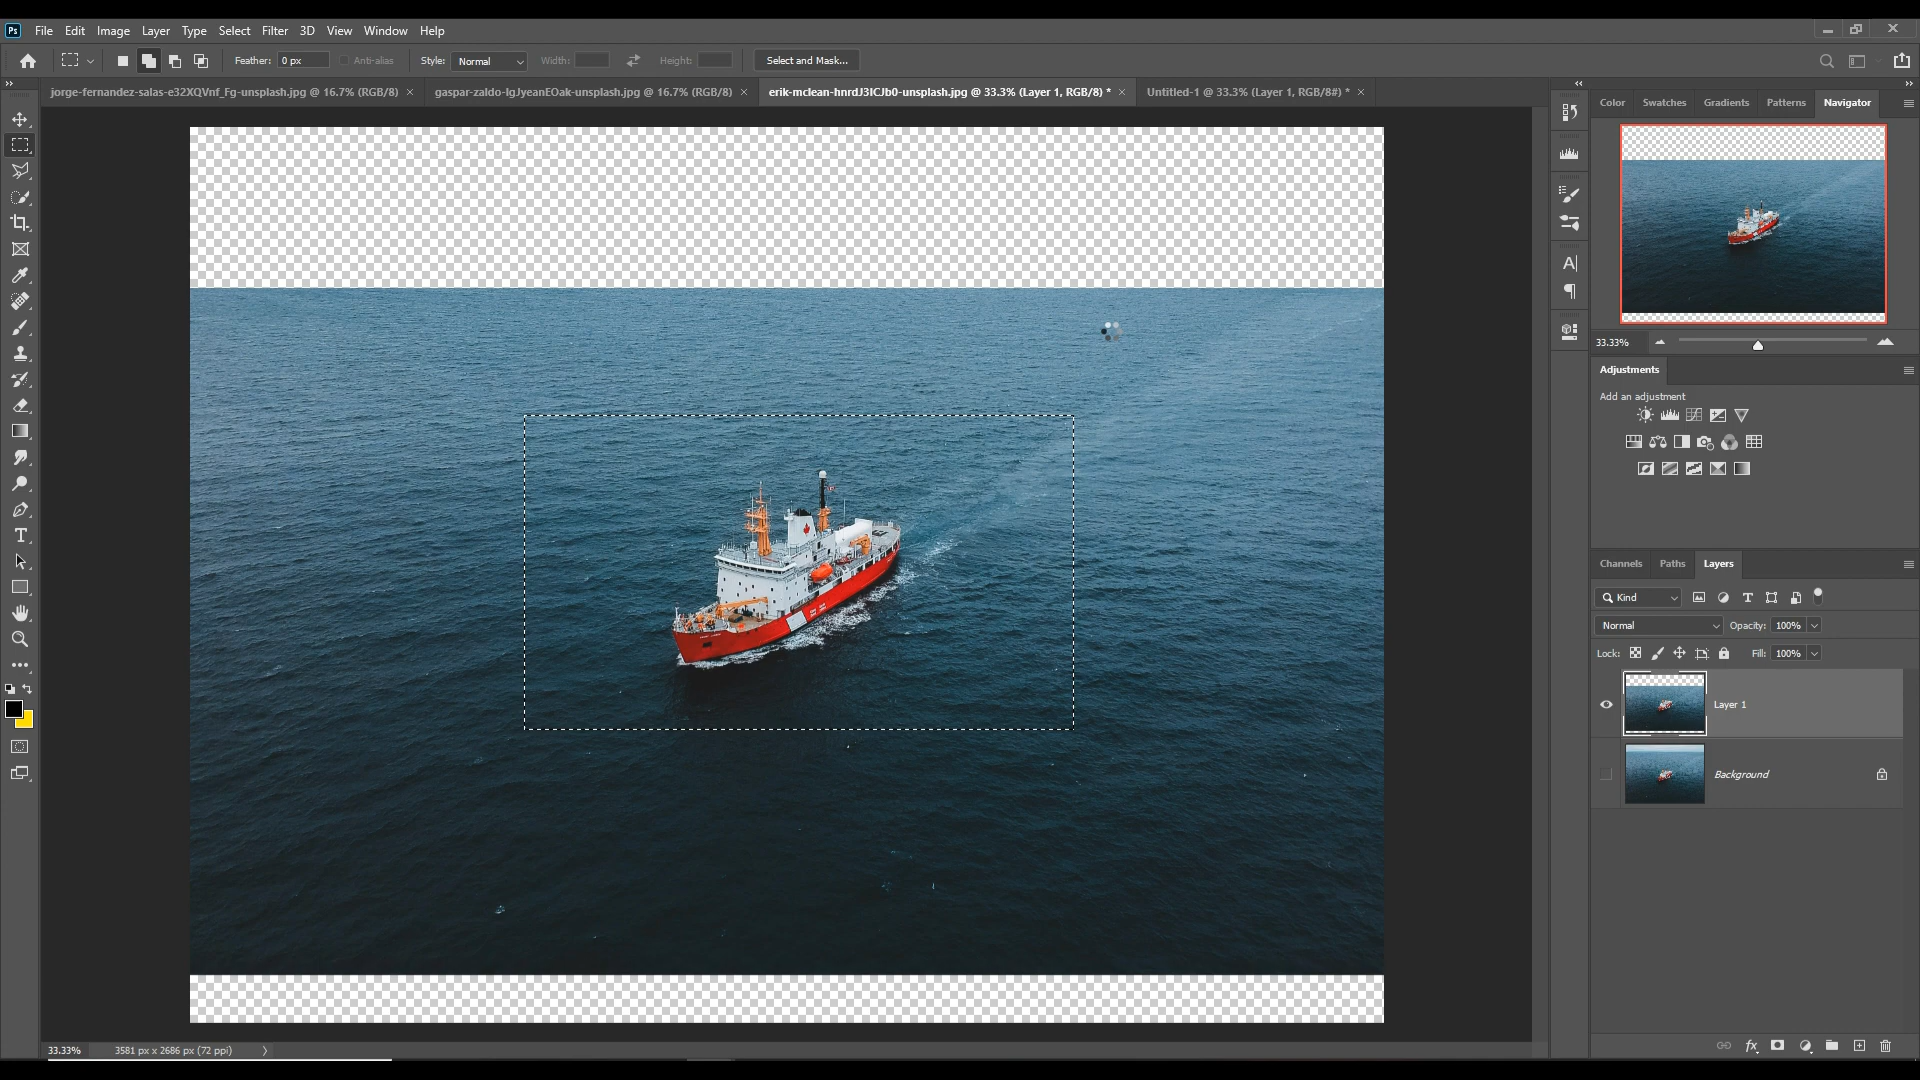 Ps File Edit Image Layer Type Select Filter 3D View Window Help
Feather: 0 px Anti-alias Style: Normal Width: Height: Select and Mask...
jorge-fernandez-salas-e32XQVnf_Fg-unsplash.jpg @ 16.7% (RGB/8) × gaspar-zaldo-IgJyeanEOak-unsplash.jpg @ 16.7% (RGB/8) × erik-mclean-hnrdJ3ICJb0-unsplash.jpg @ 33.3% (Layer 1, RGB/8) * × Untitled-1 @ 33.3% (Layer 1, RGB/8#) * ×
Color Swatches Gradients Patterns Navigator
33.33%
Adjustments
Add an adjustment
Channels Paths Layers
Kind
Normal Opacity: 100%
Lock: Fill: 100%
Layer 1
Background
33.33% 3581 px x 2686 px (72 ppi)